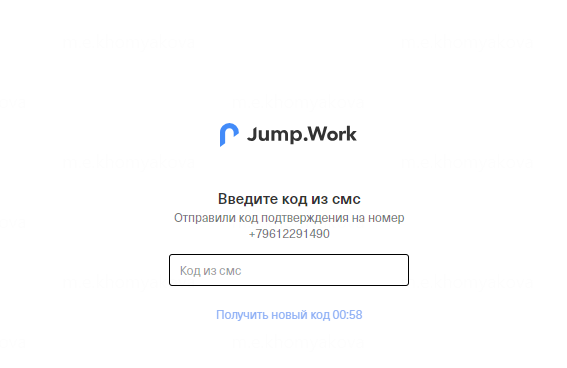 Jump.Work
Введите код из смс
Отправили код подтверждения на номер
+79612291490
Код из смс
Получить новый код 00:58